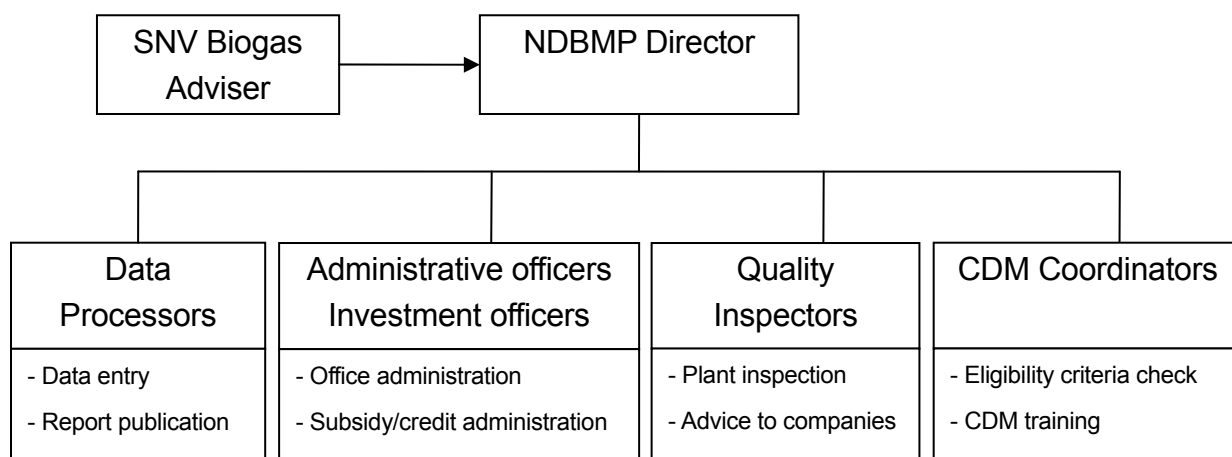 SNV Biogas
Adviser
NDBMP Director
Data
Processors
- Data entry
- Report publication
Administrative officers
Investment officers
- Office administration
- Subsidy/credit administration
Quality
Inspectors
- Plant inspection
- Advice to companies
CDM Coordinators
- Eligibility criteria check
- CDM training